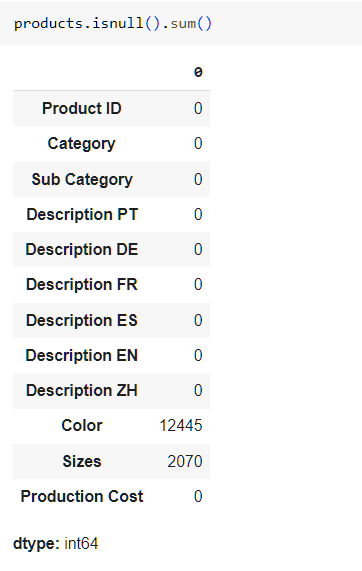 products.isnull().sum()
0
Product ID 0
Category 0
Sub Category 0
Description PT 0
Description DE 0
Description FR 0
Description ES 0
Description EN 0
Description ZH 0
Color 12445
Sizes 2070
Production Cost 0
dtype: int64